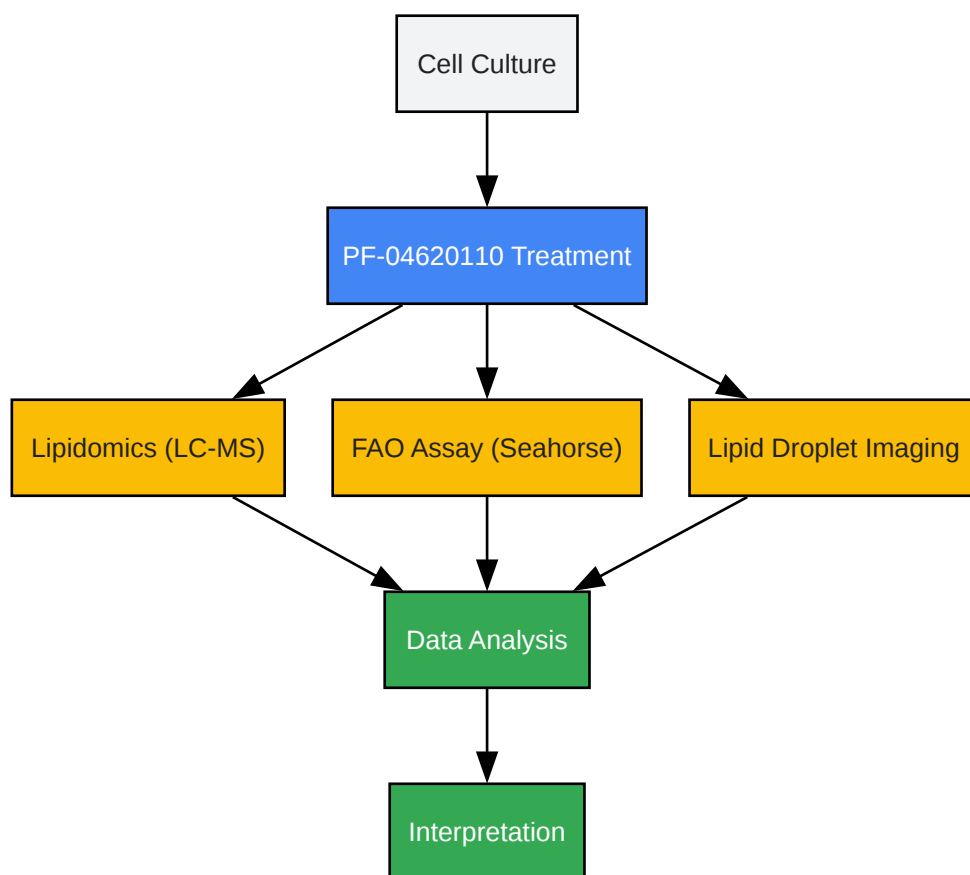 Cell Culture
PF-04620110 Treatment
Lipidomics (LC-MS)
FAO Assay (Seahorse)
Lipid Droplet Imaging
Data Analysis
Interpretation